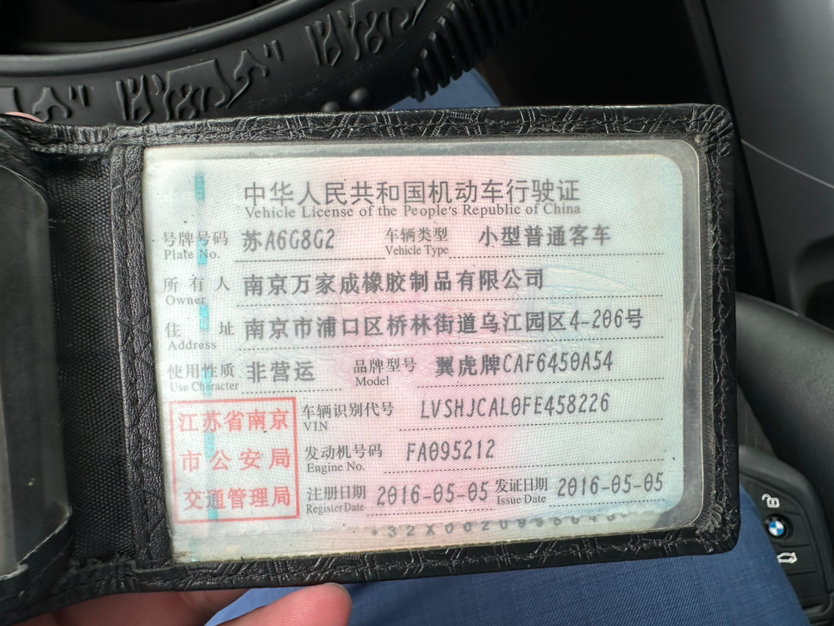 中华人民共和国机动车行驶证
Vehicle License of the People's Republic of China
号牌号码 苏A6G8G2 车辆类型 小型普通客车
Plate No. Vehicle Type
所有人 南京万家成橡胶制品有限公司
Owner
住址 南京市浦口区桥林街道乌江园区4-206号
Address
使用性质 非营运 品牌型号 翼虎牌CAF6450A54
Use Character Model
江苏省南京
市公安局
交通管理局
车辆识别代号 LVSHJCAL0FE458226
VIN
发动机号码 FA095212
Engine No.
注册日期 2016-05-05 发证日期 2016-05-05
Register Date Issue Date